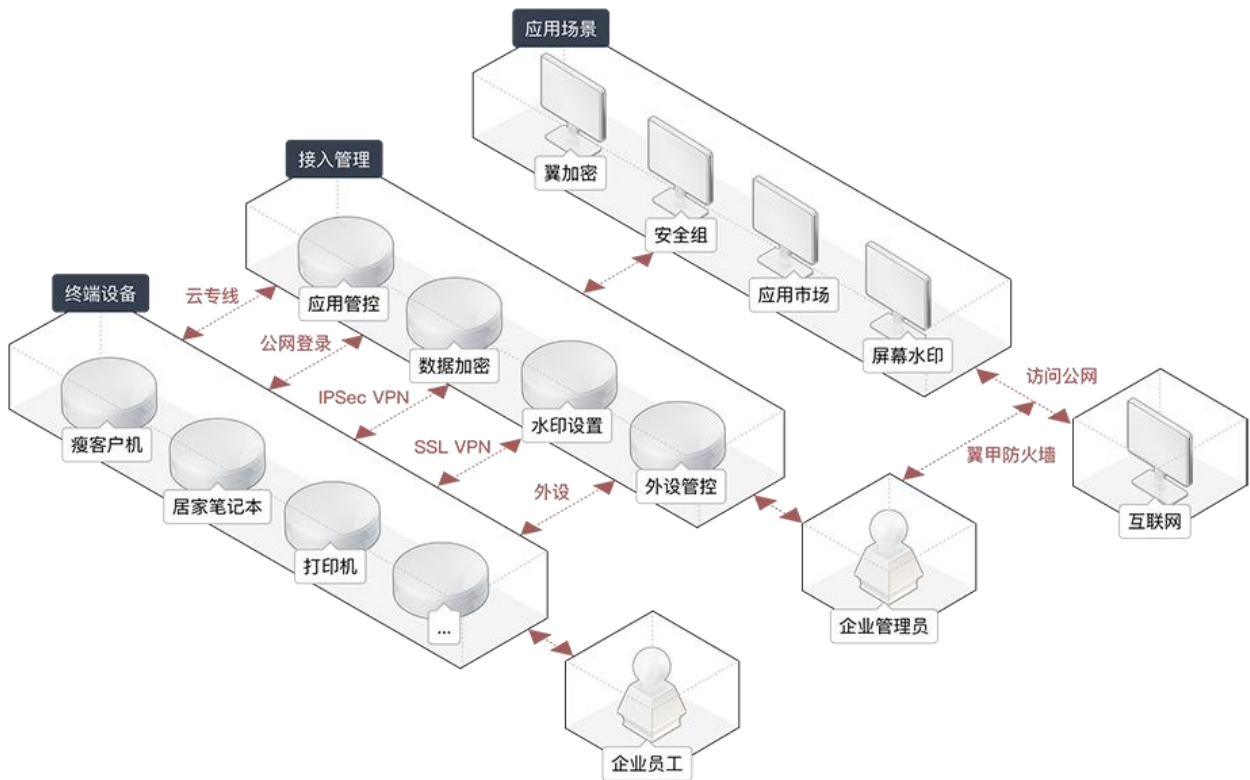 应用场景
翼加密
安全组
应用市场
屏幕水印
接入管理
应用管控
数据加密
水印设置
外设管控
终端设备
瘦客户机
居家笔记本
打印机
...
云专线
公网登录
IPSec VPN
SSL VPN
外设
访问公网
翼甲防火墙
互联网
企业管理员
企业员工